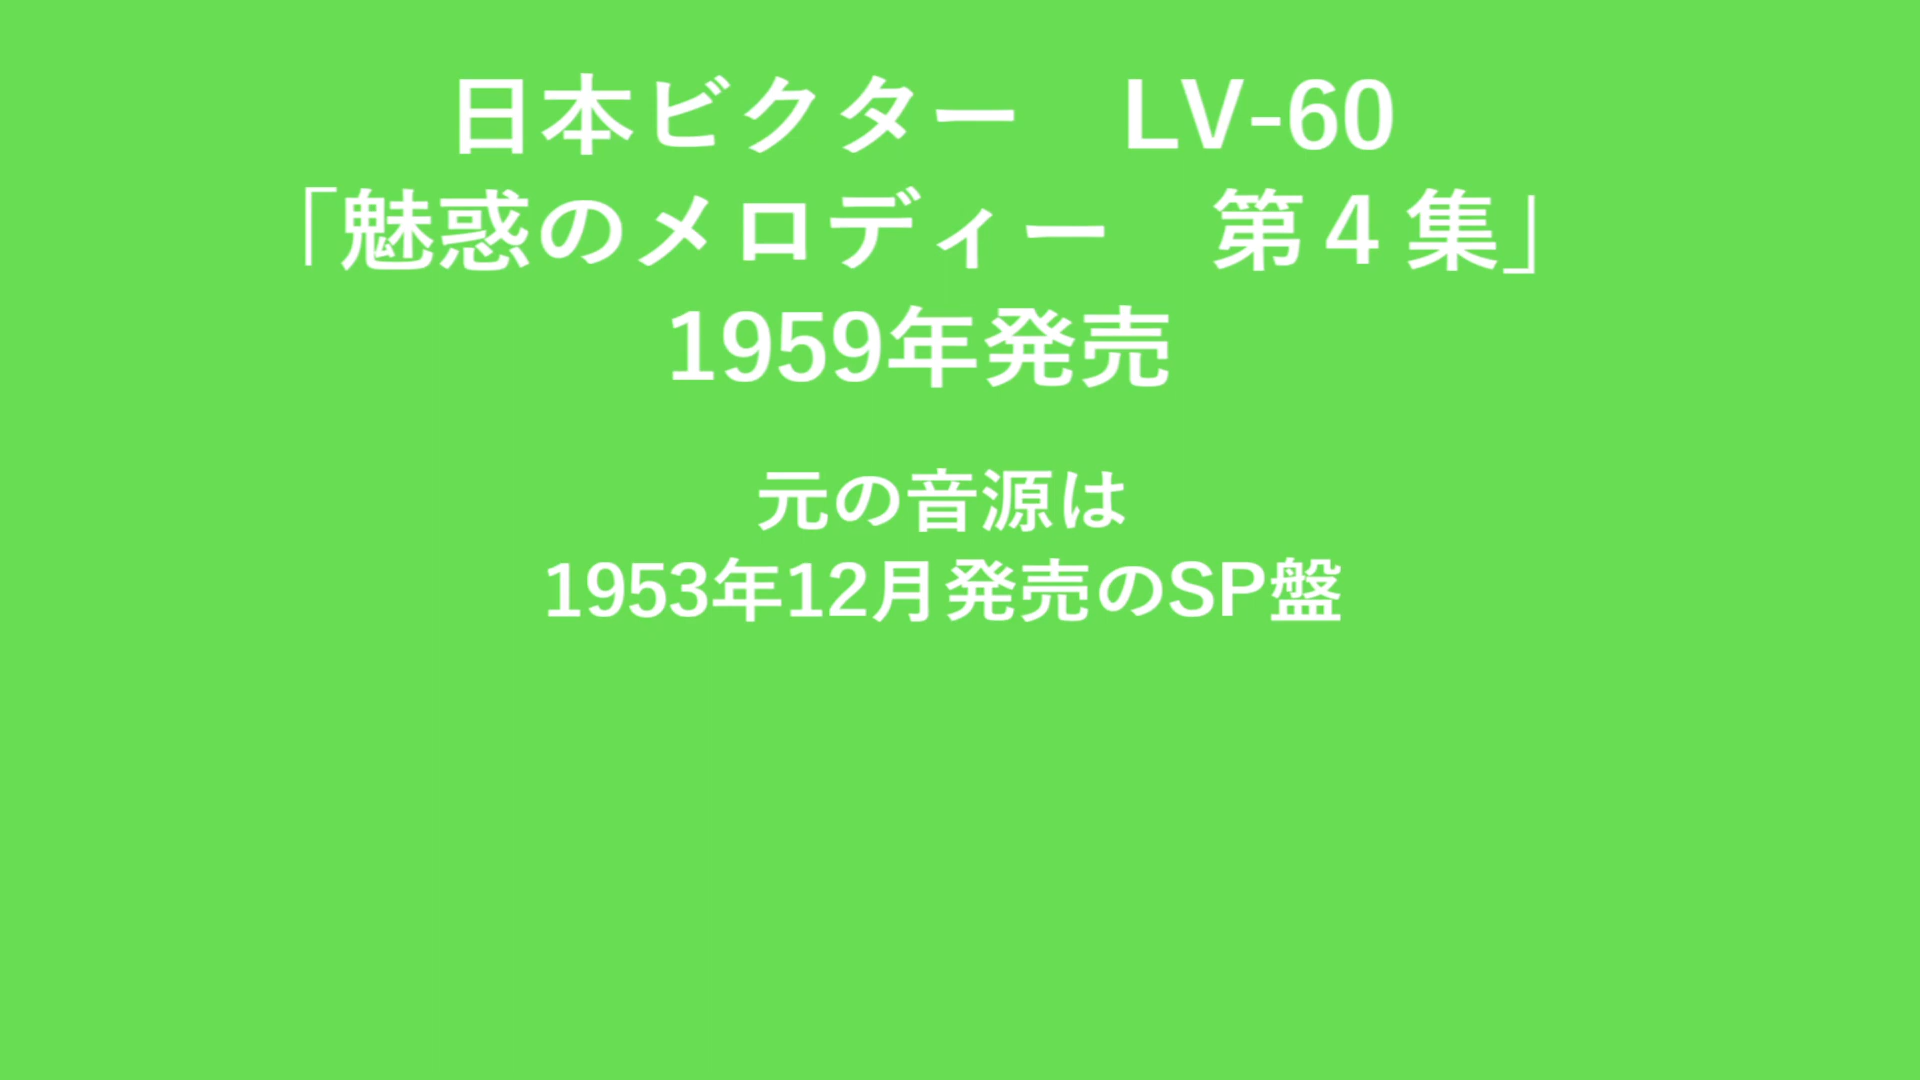 日本ビクター　LV-60
「魅惑のメロディー　第４集」
1959年発売
元の音源は
1953年12月発売のSP盤